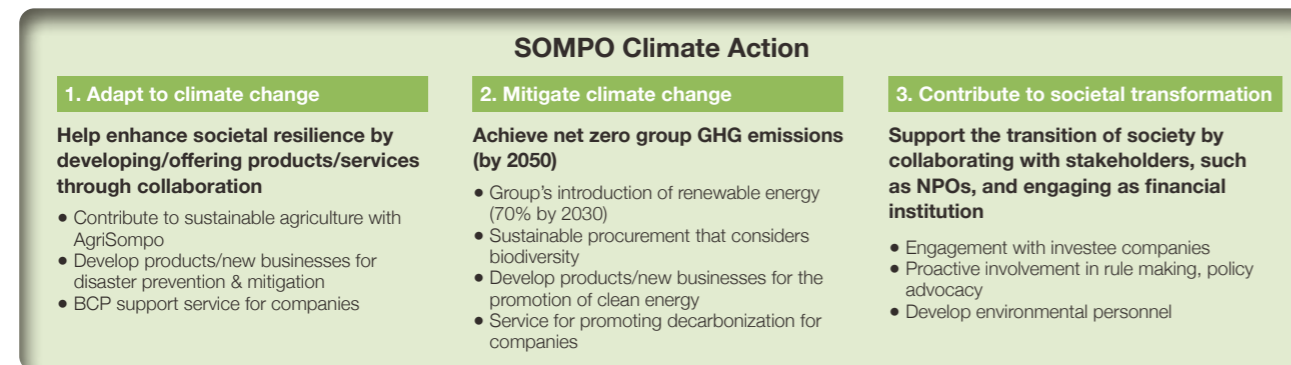 SOMPO Climate Action
1. Adapt to climate change
Help enhance societal resilience by
developing/offering products/services
through collaboration
● Contribute to sustainable agriculture with
AgriSompo
● Develop products/new businesses for
disaster prevention & mitigation
● BCP support service for companies
2. Mitigate climate change
Achieve net zero group GHG emissions
(by 2050)
● Group's introduction of renewable energy
(70% by 2030)
● Sustainable procurement that considers
biodiversity
● Develop products/new businesses for the
promotion of clean energy
● Service for promoting decarbonization for
companies
3. Contribute to societal transformation
Support the transition of society by
collaborating with stakeholders, such
as NPOs, and engaging as financial
institution
● Engagement with investee companies
● Proactive involvement in rule making, policy
advocacy
● Develop environmental personnel